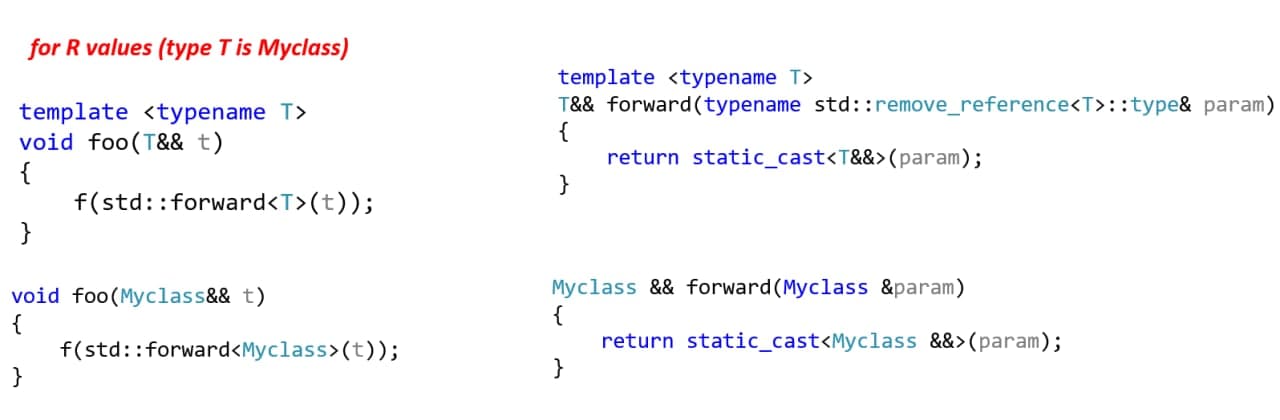 for R values (type T is Myclass)
template <typename T>
void foo(T&& t)
{
    f(std::forward<T>(t));
}
void foo(Myclass&& t)
{
    f(std::forward<Myclass>(t));
}
template <typename T>
T&& forward(typename std::remove_reference<T>::type& param)
{
    return static_cast<T&&>(param);
}
Myclass && forward(Myclass &param)
{
    return static_cast<Myclass &&>(param);
}